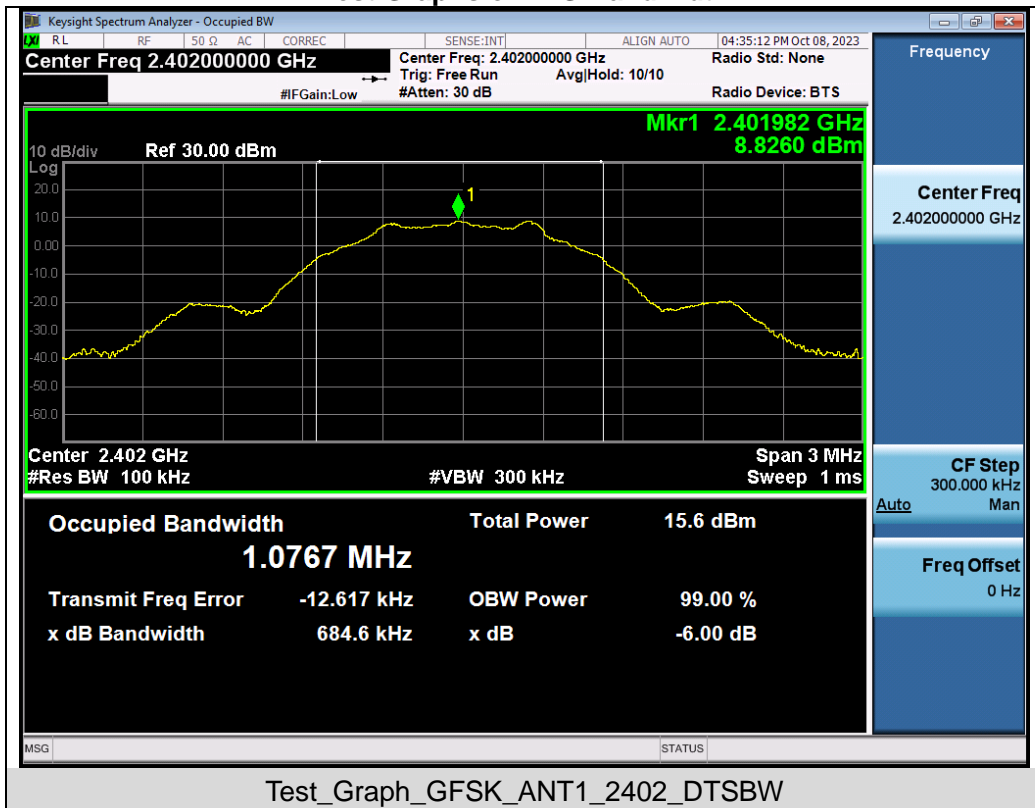 Keysight Spectrum Analyzer - Occupied BW
LXI RL RF 50 Ω AC CORREC SENSE:INT ALIGN AUTO 04:35:12 PM Oct 08, 2023
Center Freq 2.402000000 GHz
Center Freq: 2.402000000 GHz
Radio Std: None
Trig: Free Run Avg|Hold: 10/10
#IFGain:Low
#Atten: 30 dB
Radio Device: BTS
Frequency
Mkr1 2.401982 GHz
8.8260 dBm
10 dB/div Ref 30.00 dBm
Log
20.0
1
10.0
0.00
-10.0
-20.0
-30.0
-40.0
-50.0
-60.0
Center 2.402 GHz Span 3 MHz
#Res BW 100 kHz #VBW 300 kHz Sweep 1 ms
Center Freq
2.402000000 GHz
CF Step
300.000 kHz
Auto Man
Freq Offset
0 Hz
Occupied Bandwidth Total Power 15.6 dBm
1.0767 MHz
Transmit Freq Error -12.617 kHz OBW Power 99.00 %
x dB Bandwidth 684.6 kHz x dB -6.00 dB
MSG STATUS
Test_Graph_GFSK_ANT1_2402_DTSBW